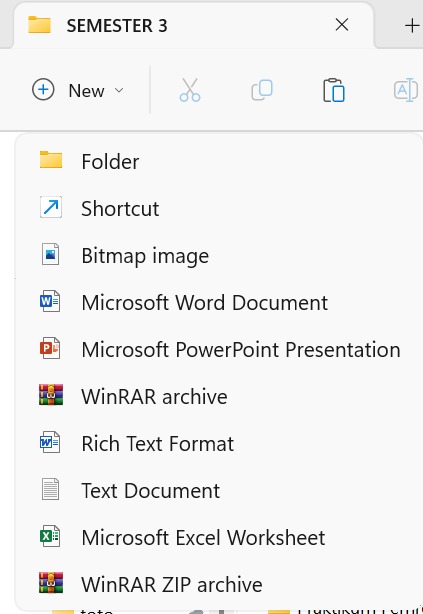 SEMESTER 3
New
Folder
Shortcut
Bitmap image
Microsoft Word Document
Microsoft PowerPoint Presentation
WinRAR archive
Rich Text Format
Text Document
Microsoft Excel Worksheet
WinRAR ZIP archive